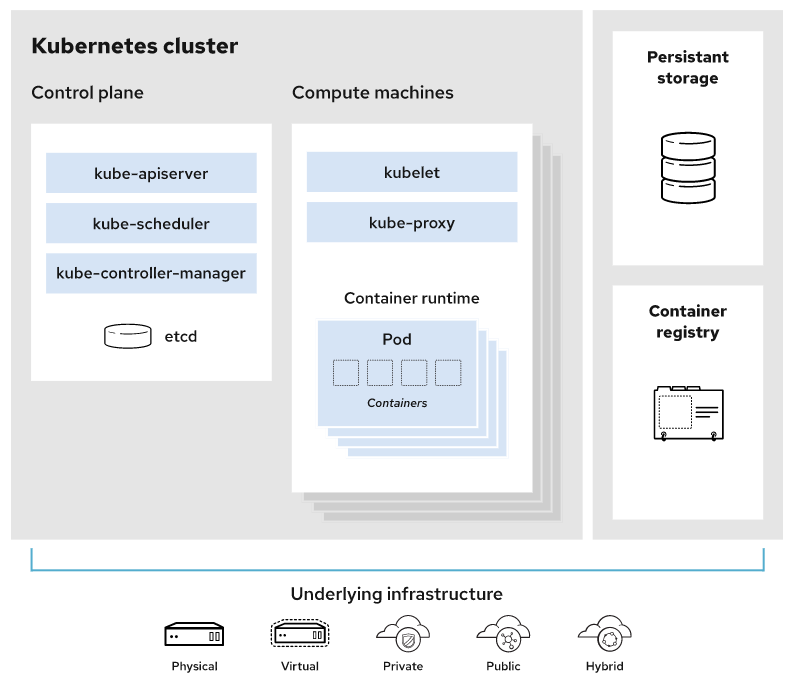 Kubernetes cluster
Control plane
kube-apiserver
kube-scheduler
kube-controller-manager
etcd
Compute machines
kubelet
kube-proxy
Container runtime
Pod
Containers
Persistant
storage
Container
registry
Underlying infrastructure
Physical
Virtual
Private
Public
Hybrid